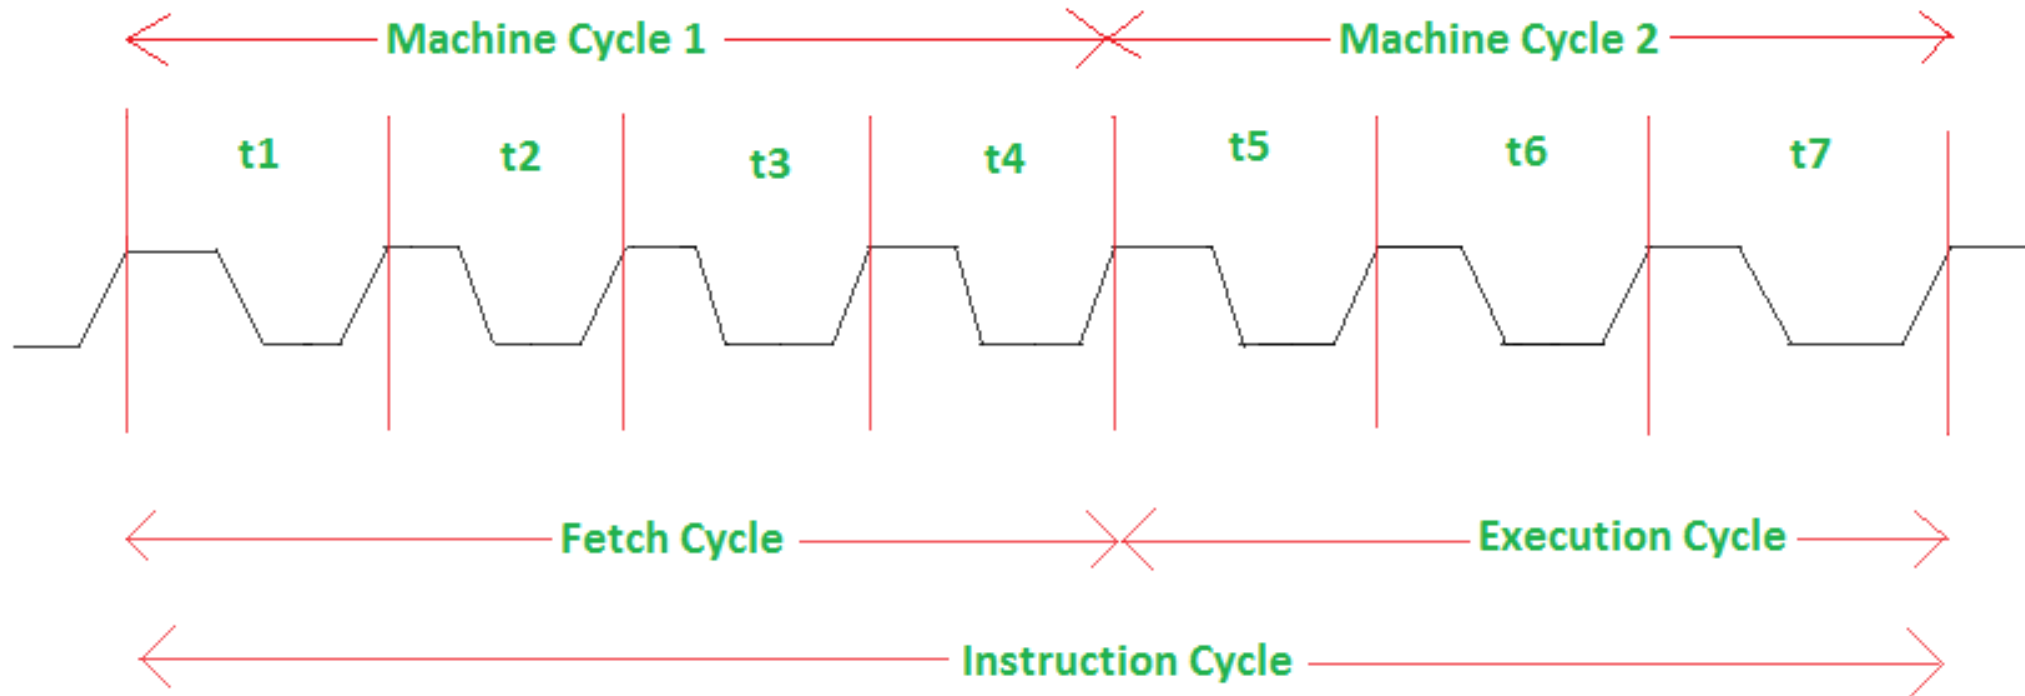 Machine Cycle 1 Machine Cycle 2
t1 t2 t3 t4 t5 t6 t7
Fetch Cycle Execution Cycle
Instruction Cycle